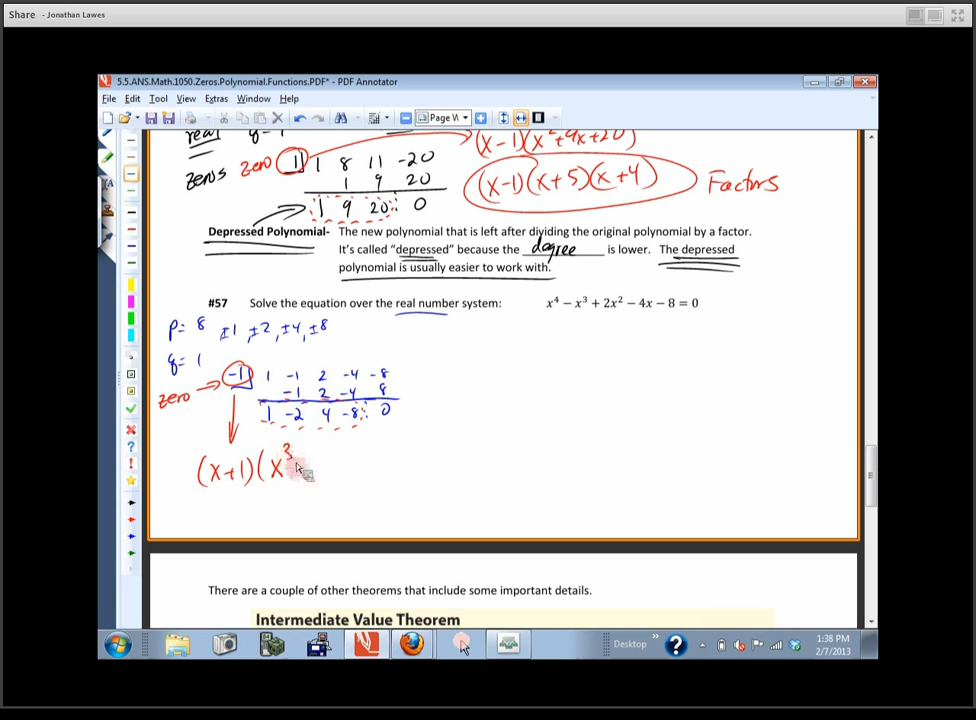 Share - Jonathan Lawes
5.5.ANS.Math.1050.Zeros.Polynomial.Functions.PDF* - PDF Annotator
File Edit Tool View Extras Window Help
Page W
real q = 1
(x-1)(x²+9x+20)
zeros zero 1| 1 8 11 -20
1 9 20
1 9 20 0
(x-1)(x+5)(x+4) Factors
Depressed Polynomial- The new polynomial that is left after dividing the original polynomial by a factor.
It's called "depressed" because the degree is lower. The depressed
polynomial is usually easier to work with.
#57 Solve the equation over the real number system: x⁴ − x³ + 2x² − 4x − 8 = 0
p= 8 ±1, ±2, ±4, ±8
q= 1
-1| 1 -1 2 -4 -8
zero -1 2 -4 8
1 -2 4 -8 0
(x+1)(x³
There are a couple of other theorems that include some important details.
Intermediate Value Theorem
Desktop »
1:38 PM
2/7/2013